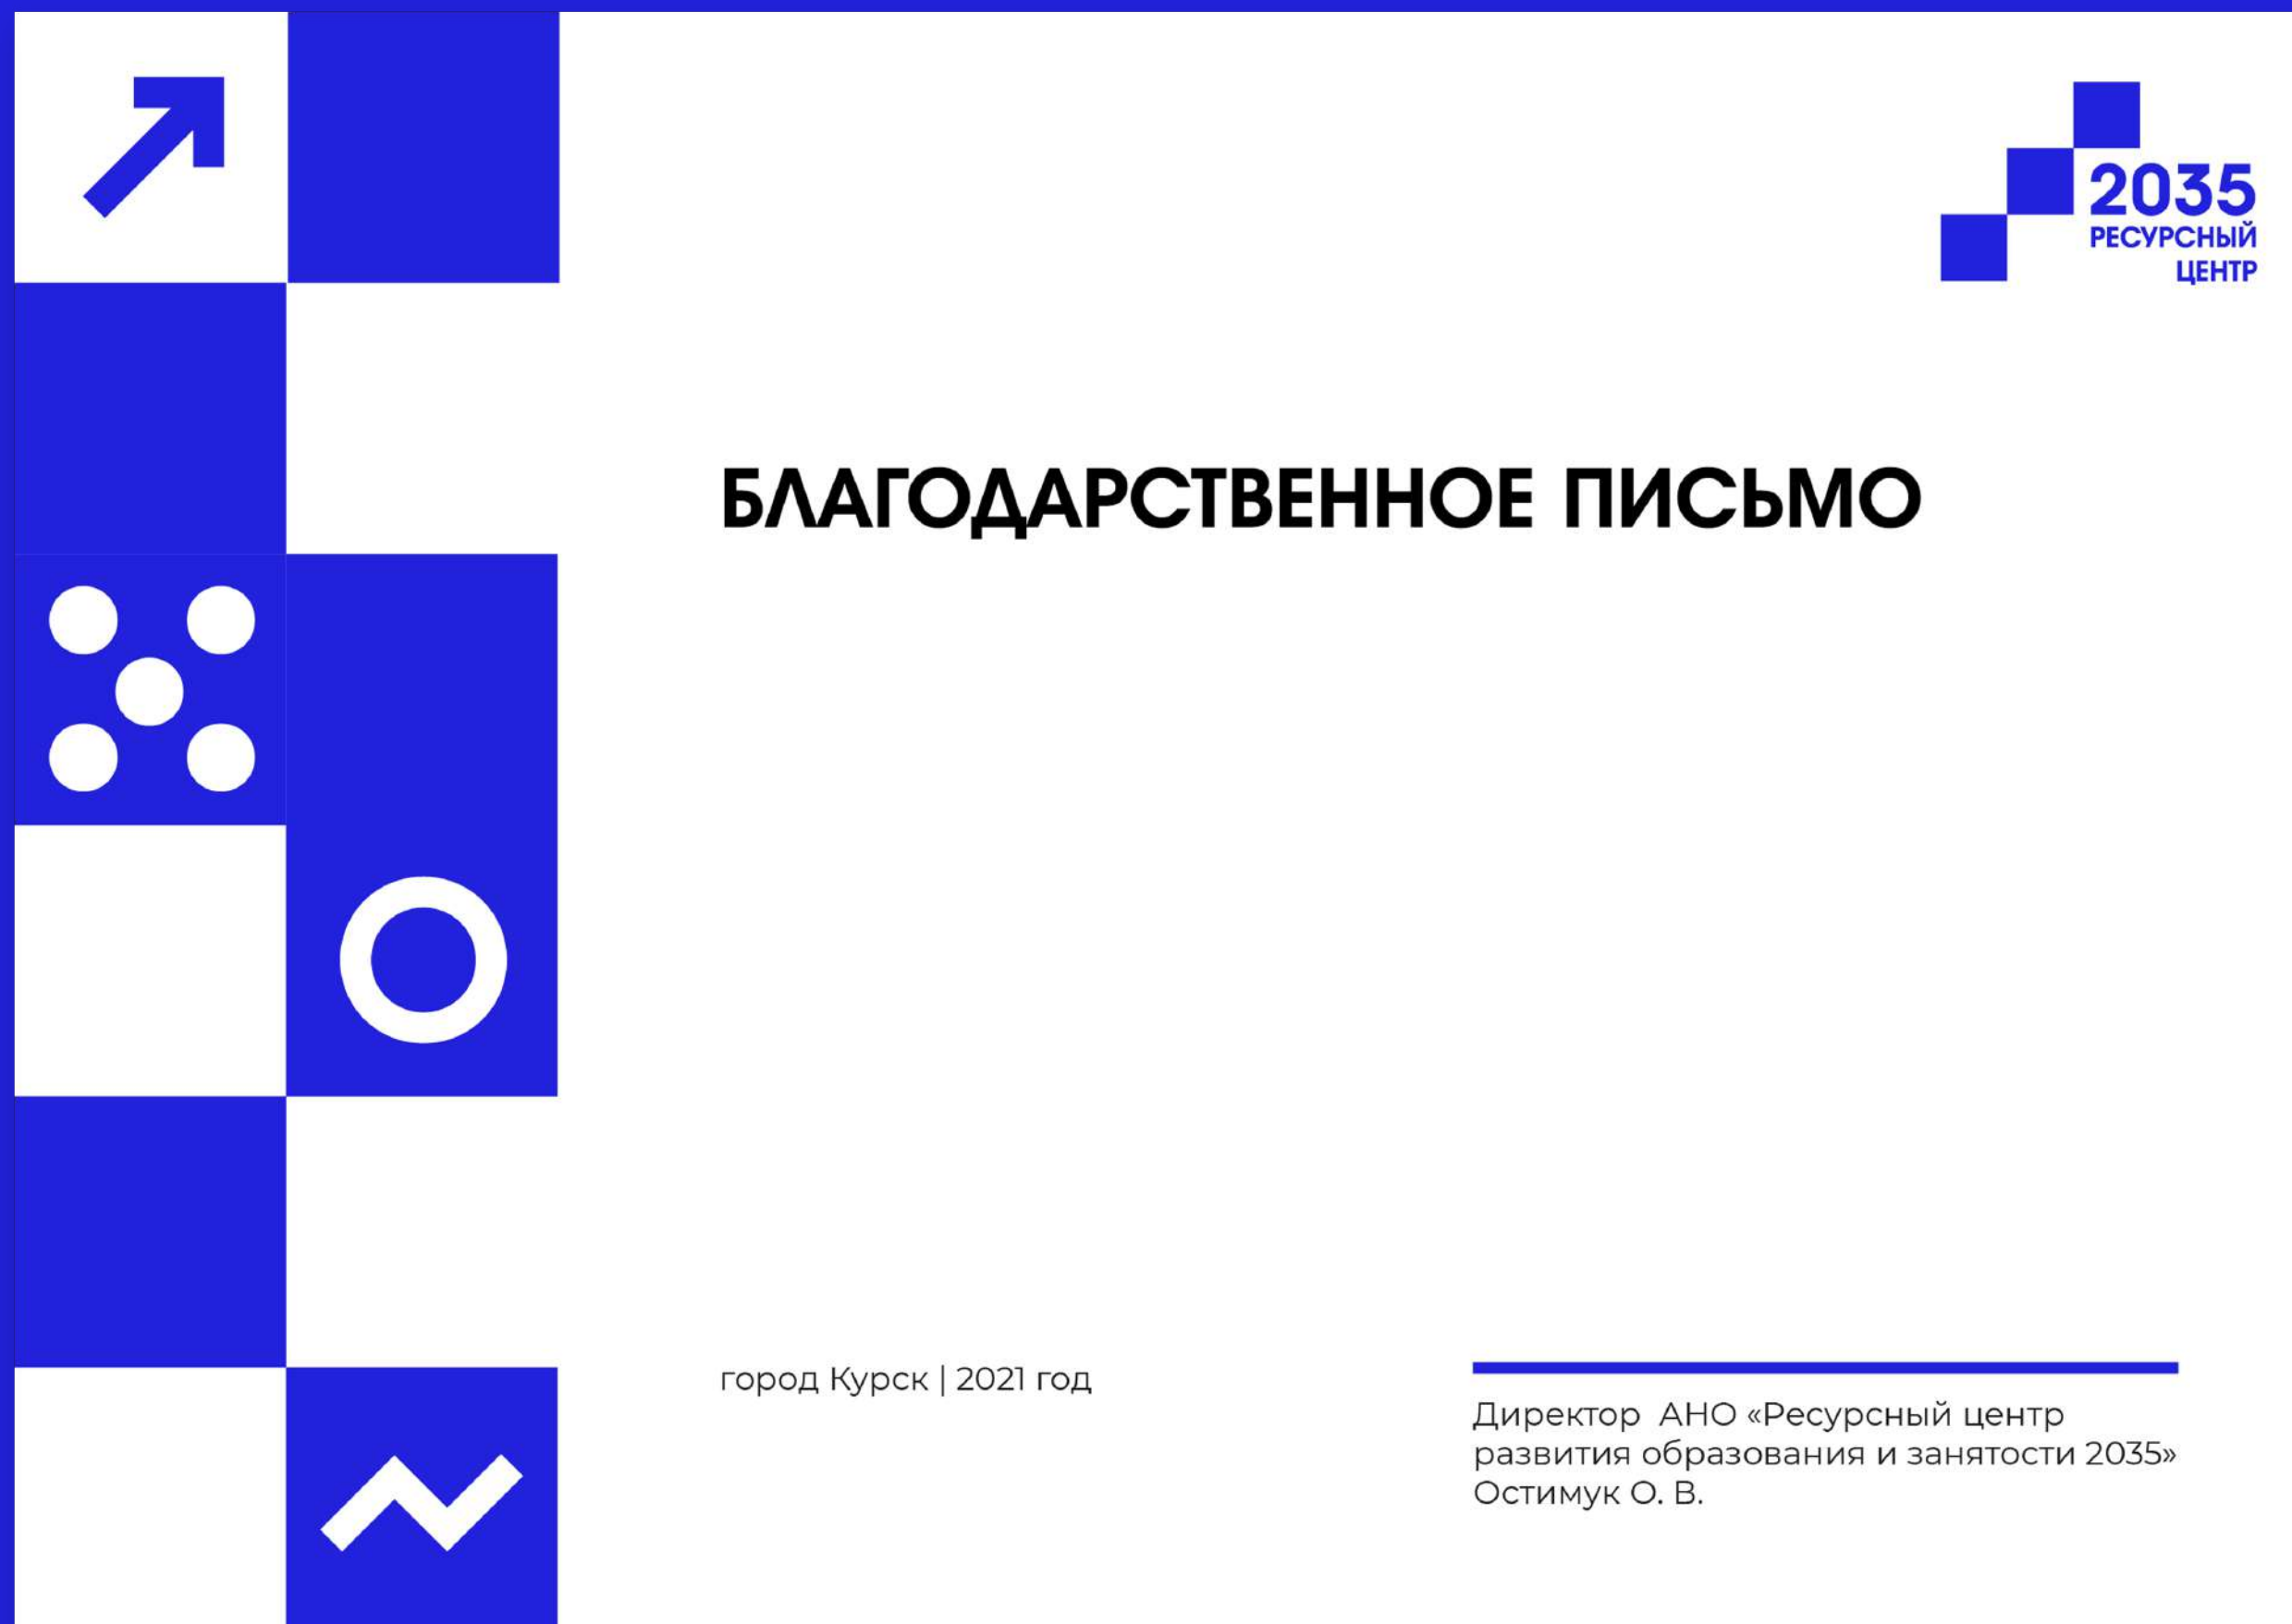 2035
РЕСУРСНЫЙ
ЦЕНТР
БЛАГОДАРСТВЕННОЕ ПИСЬМО
город Курск | 2021 год
Директор АНО «Ресурсный центр
развития образования и занятости 2035»
Остимук О. В.